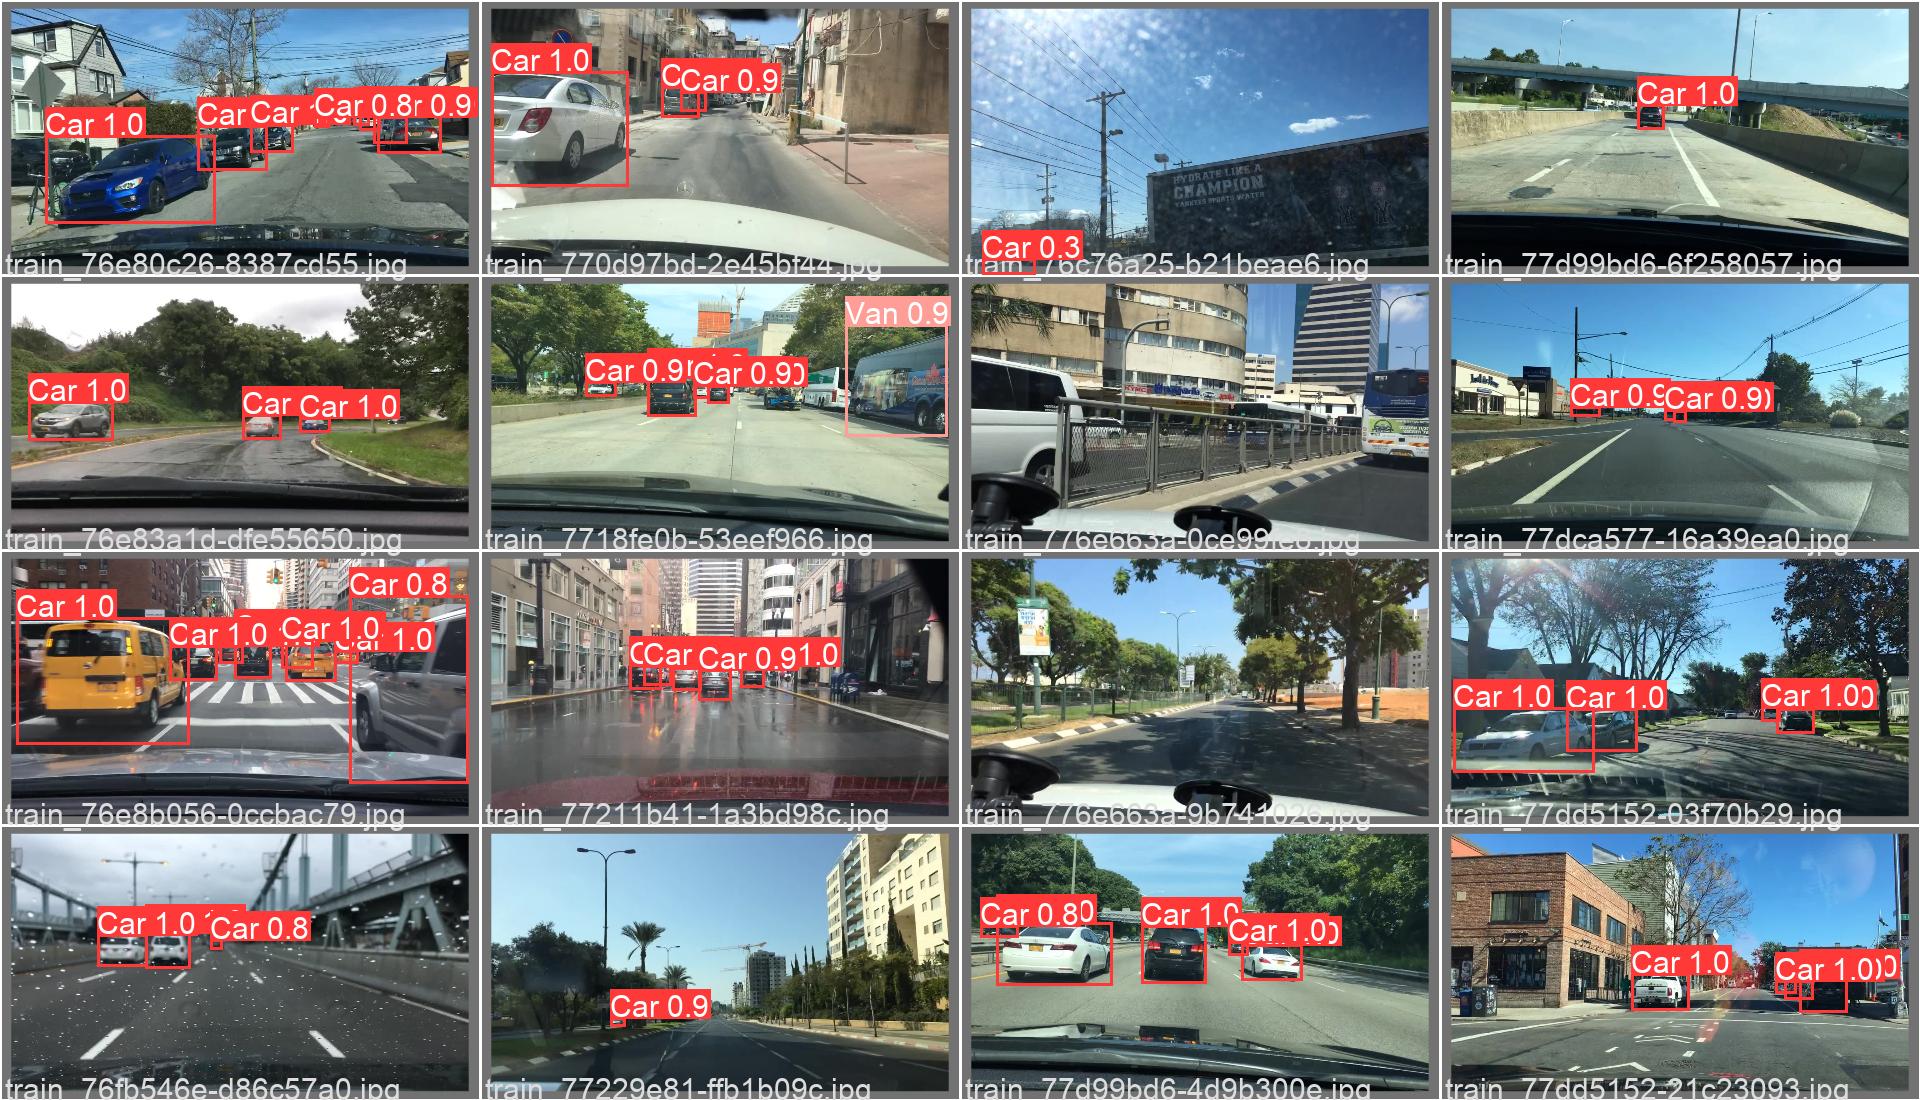 Car 1.0
Car
Car
Car 0.8
r 0.9
train_76e80c26-8387cd55.jpg
Car 1.0
C
Car 0.9
train_770d97bd-2e45bf44.jpg
HYDRATE LIKE A
CHAMPION
YANKEES SPORTS WATER
Car 0.3
train_76c76a25-b21beae6.jpg
Car 1.0
train_77d99bd6-6f258057.jpg
Car 1.0
Car
Car 1.0
train_76e83a1d-dfe55650.jpg
Van 0.9
Car 0.9
Car 0.9
train_7718fe0b-53eef966.jpg
train_776e663a-0ce99fe6.jpg
Car 0.9
Car 0.9
train_77dca577-16a39ea0.jpg
Car 1.0
Car 1.0
Car 1.0
Car 0.8
1.0
train_76e8b056-0ccbac79.jpg
C
Car
Car 0.9
1.0
train_77211b41-1a3bd98c.jpg
train_776e663a-9b741026.jpg
Car 1.0
Car 1.0
Car 1.0
train_77dd5152-03f70b29.jpg
Car 1.0
Car 0.8
train_76fb546e-d86c57a0.jpg
Car 0.9
train_77229e81-ffb1b09c.jpg
Car 0.8
Car 1.0
Car 1.0
train_77d99bd6-4d9b300e.jpg
Car 1.0
Car 1.0
train_77dd5152-21c23093.jpg